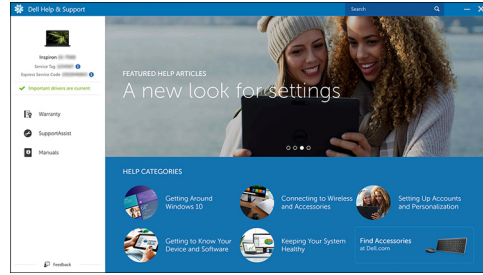 Dell Help & Support
Search
Inspiron
Service Tag
Express Service Code
Important drivers are current
Warranty
SupportAssist
Manuals
Feedback
FEATURED HELP ARTICLES
A new look for settings
HELP CATEGORIES
Getting Around
Windows 10
Connecting to Wireless
and Accessories
Setting Up Accounts
and Personalization
Getting to Know Your
Device and Software
Keeping Your System
Healthy
Find Accessories
at Dell.com